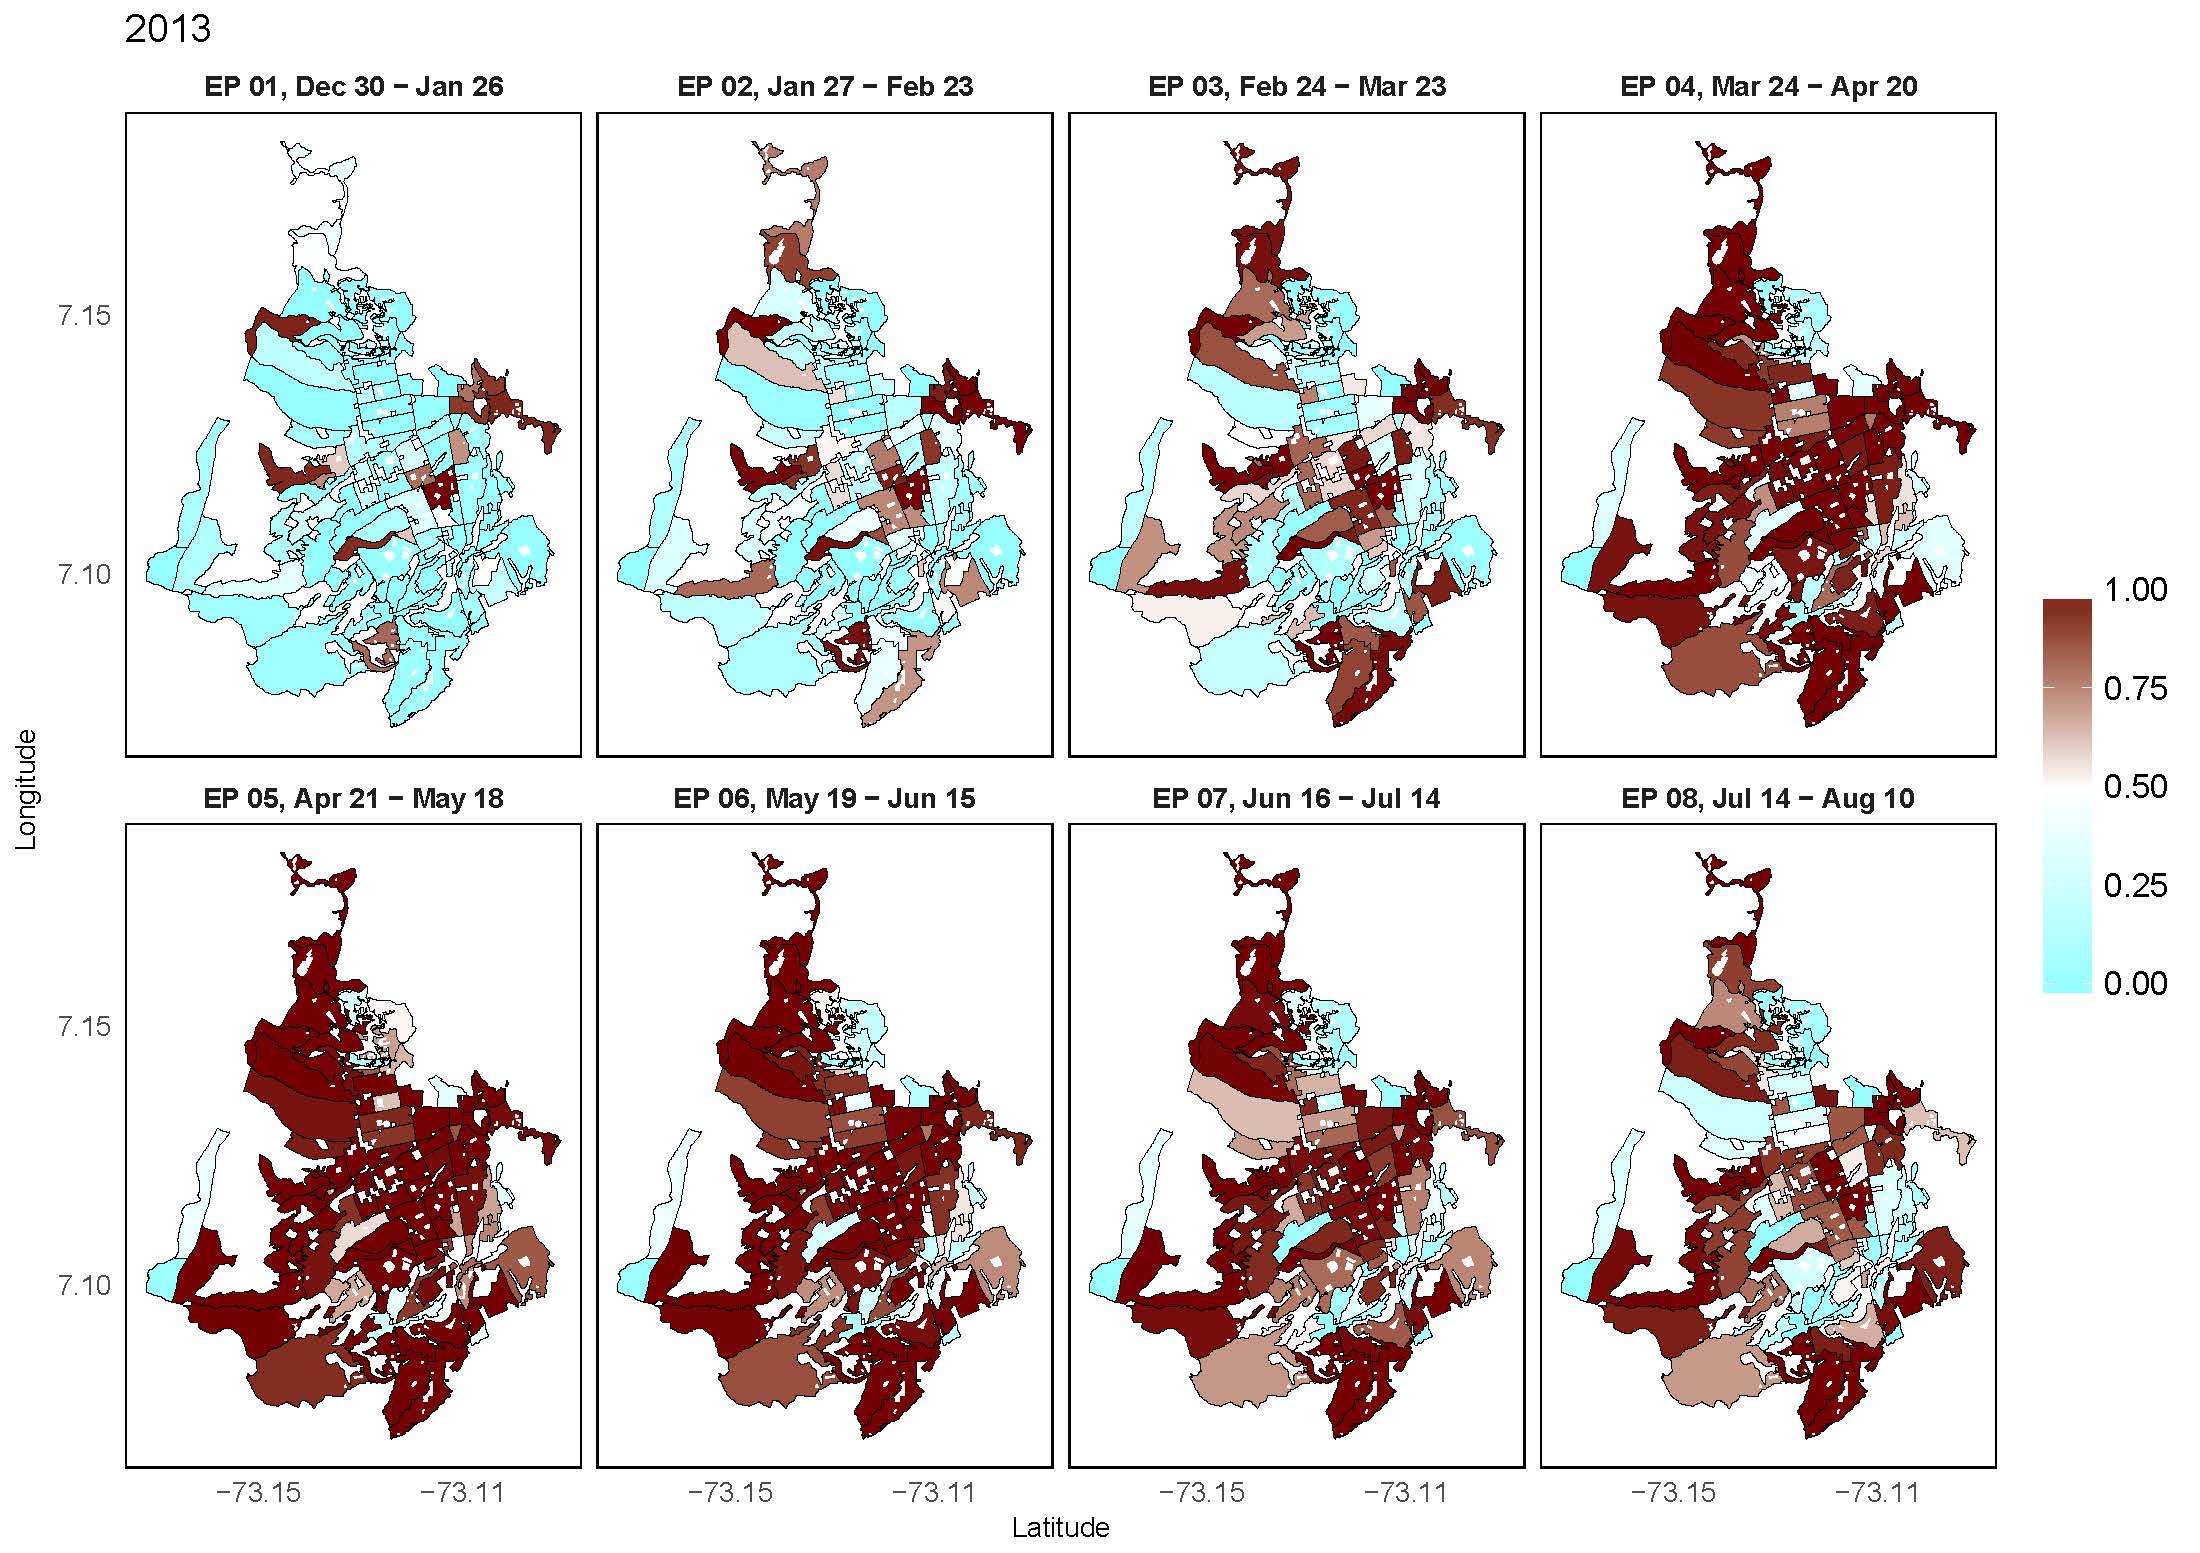 2013
EP 01, Dec 30 − Jan 26
EP 02, Jan 27 − Feb 23
EP 03, Feb 24 − Mar 23
EP 04, Mar 24 − Apr 20
7.15
7.10
EP 05, Apr 21 − May 18
EP 06, May 19 − Jun 15
EP 07, Jun 16 − Jul 14
EP 08, Jul 14 − Aug 10
7.15
7.10
−73.15
−73.11
−73.15
−73.11
−73.15
−73.11
−73.15
−73.11
Latitude
Longitude
1.00
0.75
0.50
0.25
0.00